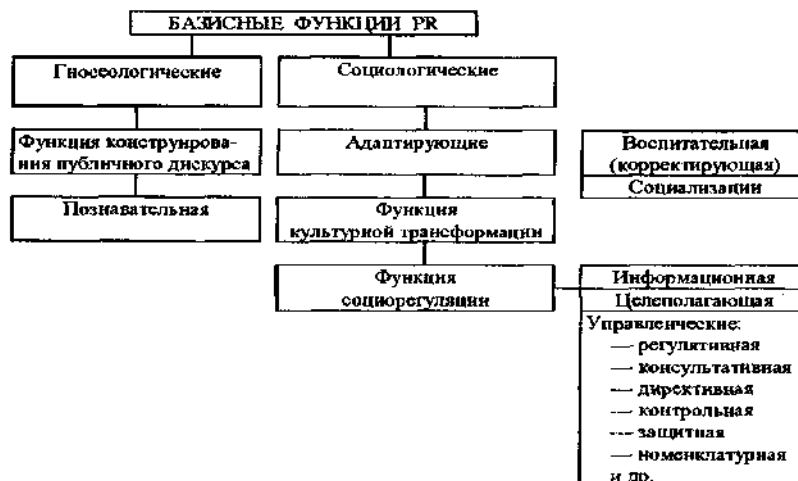 БАЗИСНЫЕ ФУНКЦИИ PR
Гносеологические
Социологические
Функция конструирова-
ния публичного дискурса
Адаптирующие
Воспитательная
(корректирующая)
Социализации
Познавательная
Функция
культурной трансформации
Функция
социорегуляции
Информационная
Целеполагающая
Управленческие:
— регулятивная
— консультативная
— директивная
— контрольная
— защитная
— номенклатурная
и др.